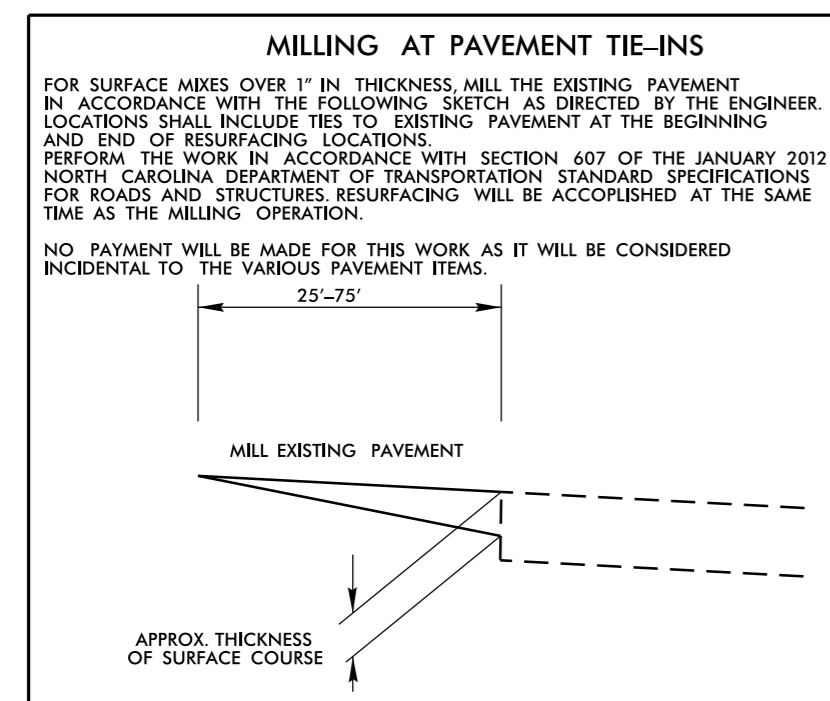 MILLING AT PAVEMENT TIE–INS
FOR SURFACE MIXES OVER 1" IN THICKNESS, MILL THE EXISTING PAVEMENT
IN ACCORDANCE WITH THE FOLLOWING SKETCH AS DIRECTED BY THE ENGINEER.
LOCATIONS SHALL INCLUDE TIES TO EXISTING PAVEMENT AT THE BEGINNING
AND END OF RESURFACING LOCATIONS.
PERFORM THE WORK IN ACCORDANCE WITH SECTION 607 OF THE JANUARY 2012
NORTH CAROLINA DEPARTMENT OF TRANSPORTATION STANDARD SPECIFICATIONS
FOR ROADS AND STRUCTURES. RESURFACING WILL BE ACCOPLISHED AT THE SAME
TIME AS THE MILLING OPERATION.
NO PAYMENT WILL BE MADE FOR THIS WORK AS IT WILL BE CONSIDERED
INCIDENTAL TO THE VARIOUS PAVEMENT ITEMS.
25'–75'
MILL EXISTING PAVEMENT
APPROX. THICKNESS
OF SURFACE COURSE